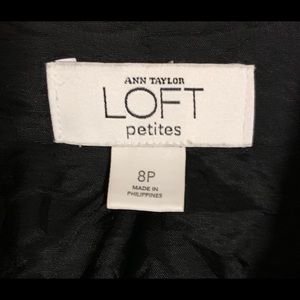 ANN TAYLOR
LOFT
petites
8P
MADE IN
PHILIPPINES